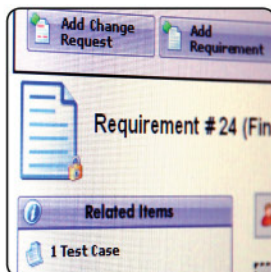 Add Change
Request
Add
Requirement
Requirement #24 (Fin
Related Items
1 Test Case